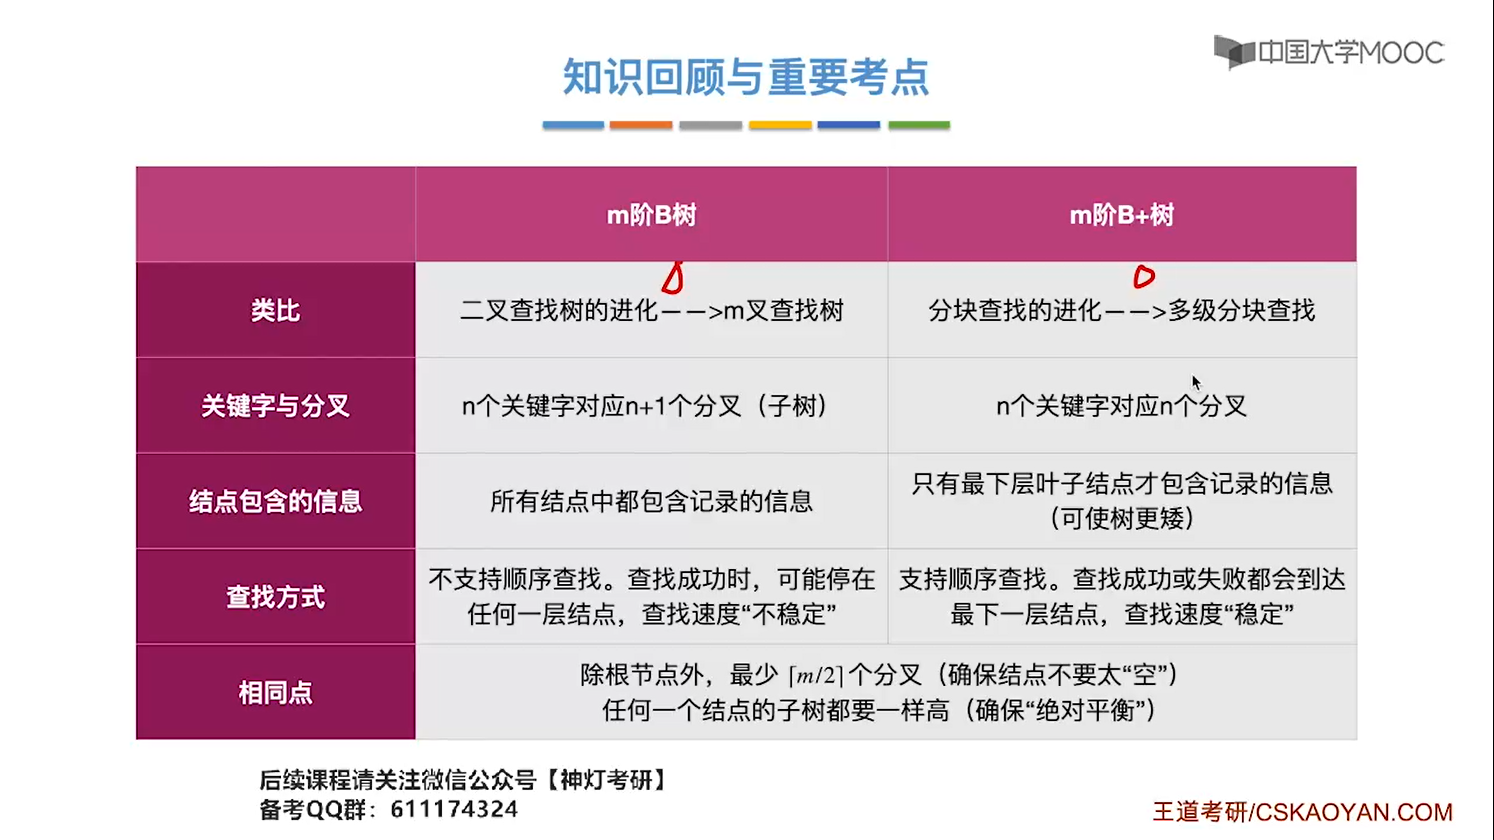 中国大学MOOC
知识回顾与重要考点
m阶B树
m阶B+树
类比
二叉查找树的进化——>m叉查找树
分块查找的进化——>多级分块查找
关键字与分叉
n个关键字对应n+1个分叉（子树）
n个关键字对应n个分叉
结点包含的信息
所有结点中都包含记录的信息
只有最下层叶子结点才包含记录的信息
（可使树更矮）
查找方式
不支持顺序查找。查找成功时，可能停在
任何一层结点，查找速度“不稳定”
支持顺序查找。查找成功或失败都会到达
最下一层结点，查找速度“稳定”
相同点
除根节点外，最少 ⌈m/2⌉ 个分叉（确保结点不要太“空”）
任何一个结点的子树都要一样高（确保“绝对平衡”）
后续课程请关注微信公众号【神灯考研】
备考QQ群：611174324
王道考研/CSKAOYAN.COM